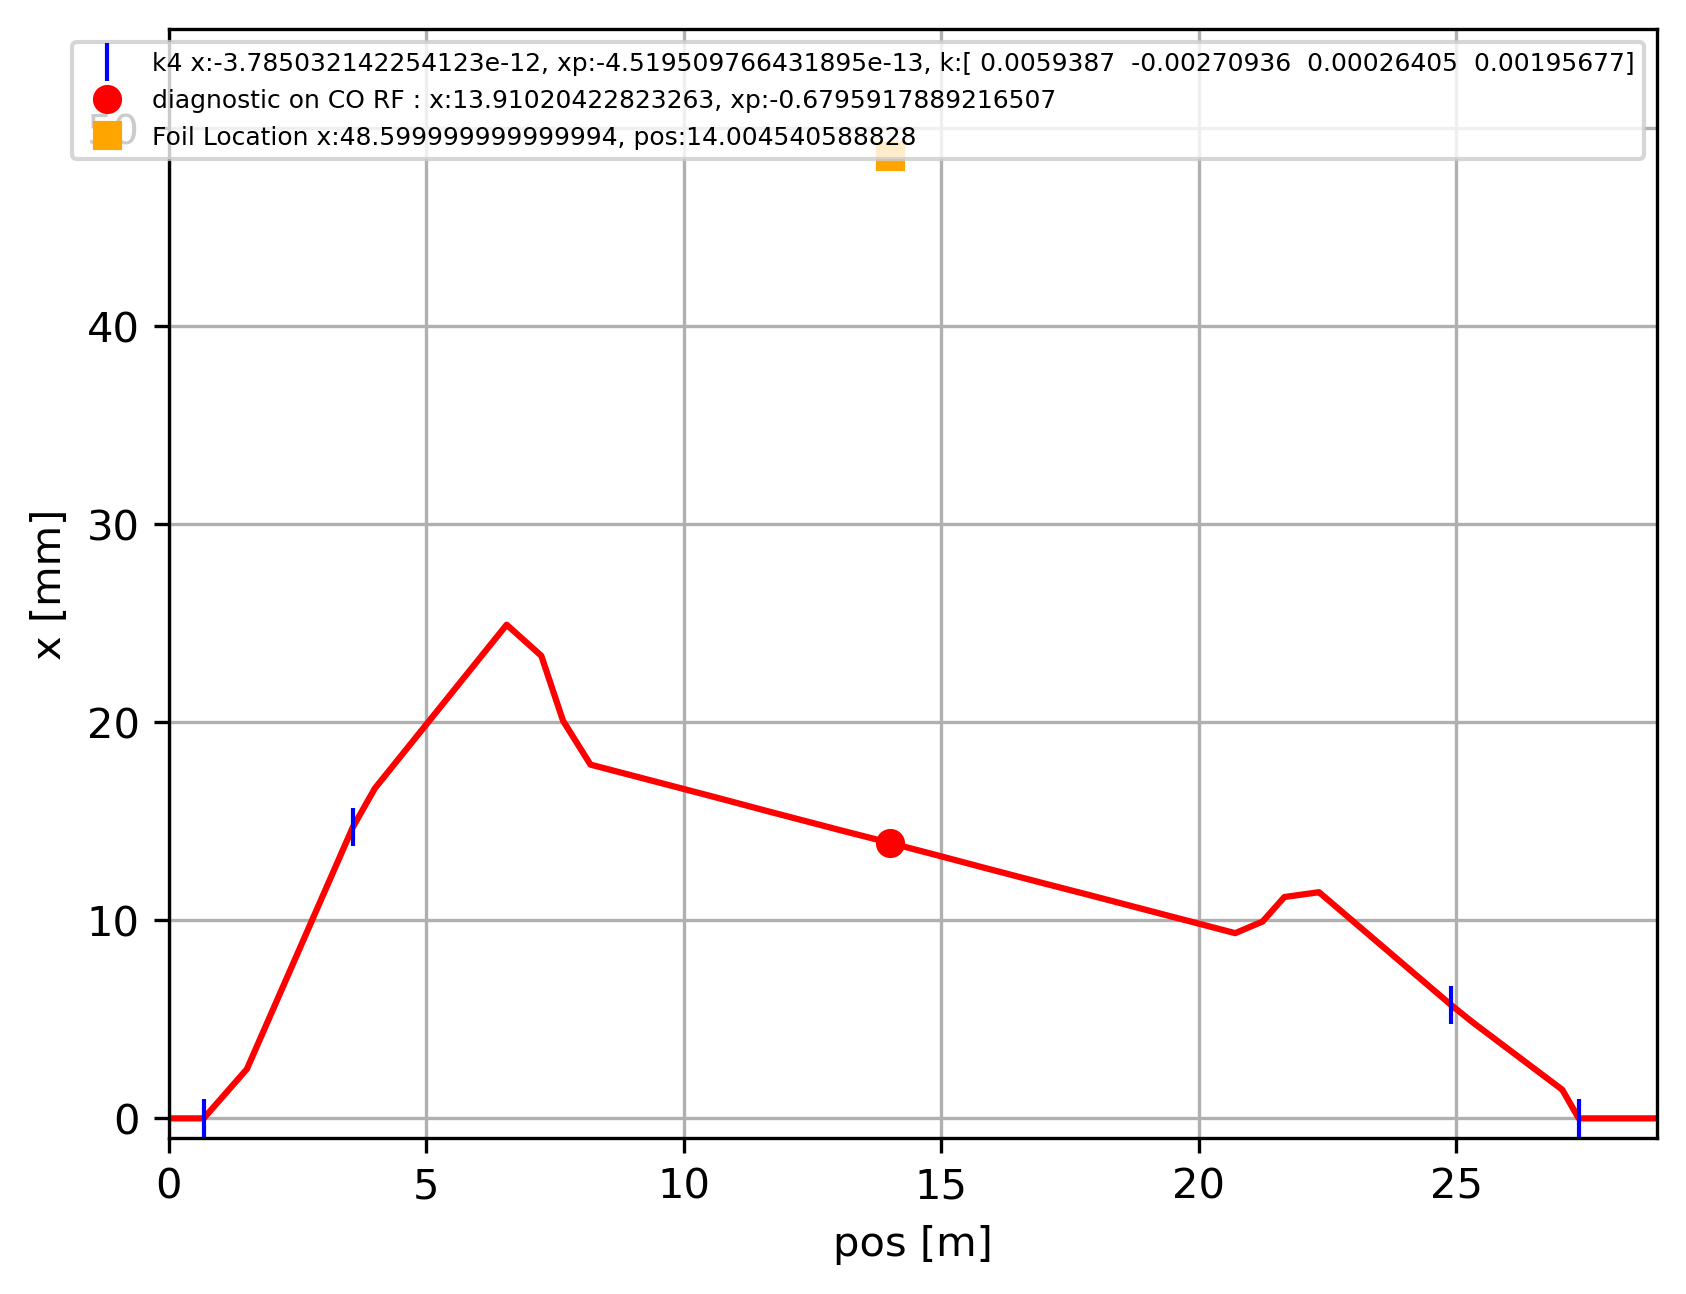 k4 x:-3.785032142254123e-12, xp:-4.519509766431895e-13, k:[ 0.0059387  -0.00270936  0.00026405  0.00195677]
diagnostic on CO RF : x:13.91020422823263, xp:-0.6795917889216507
Foil Location x:48.599999999999994, pos:14.004540588828
50
40
30
20
10
0
x [mm]
0 5 10 15 20 25
pos [m]